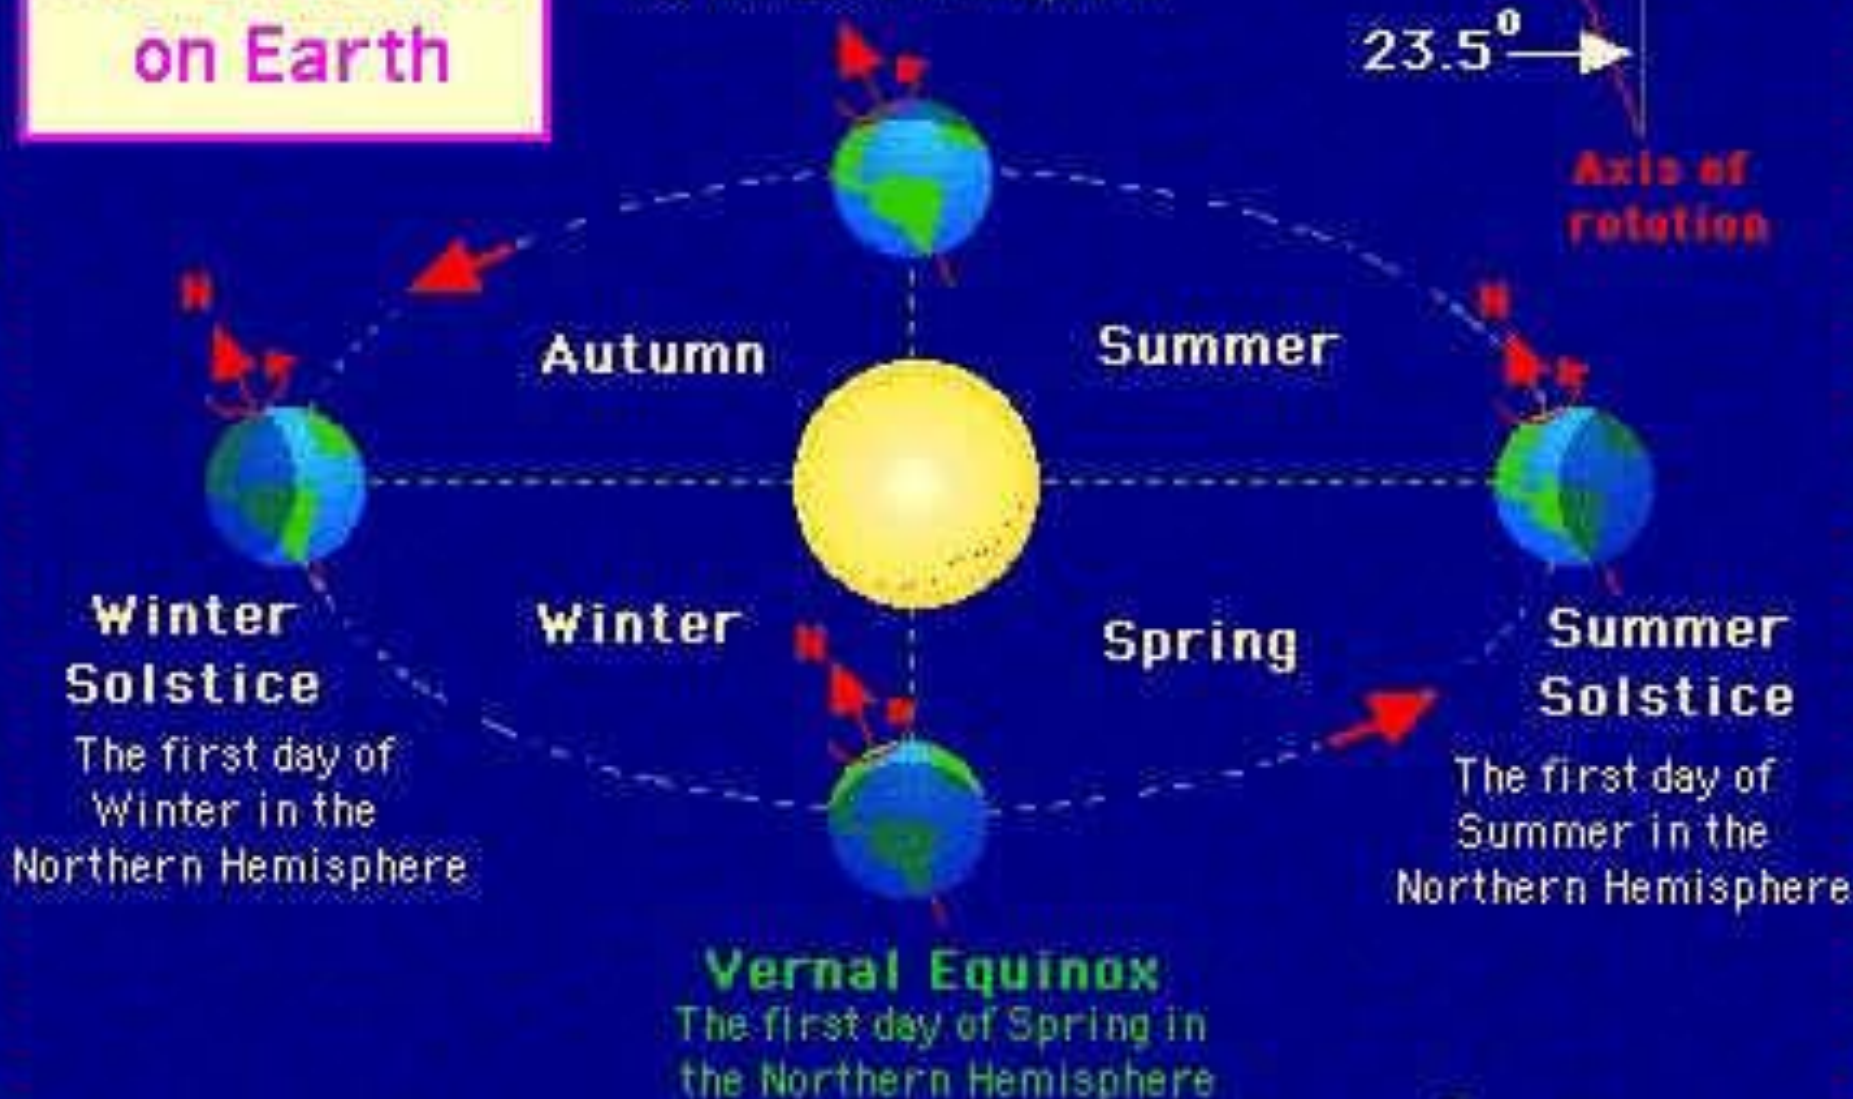 on Earth
23.5°
Axis of
rotation
N
N
Autumn
Summer
Winter
Solstice
The first day of
Winter in the
Northern Hemisphere
Winter
N
Spring
Summer
Solstice
The first day of
Summer in the
Northern Hemisphere
Vernal Equinox
The first day of Spring in
the Northern Hemisphere